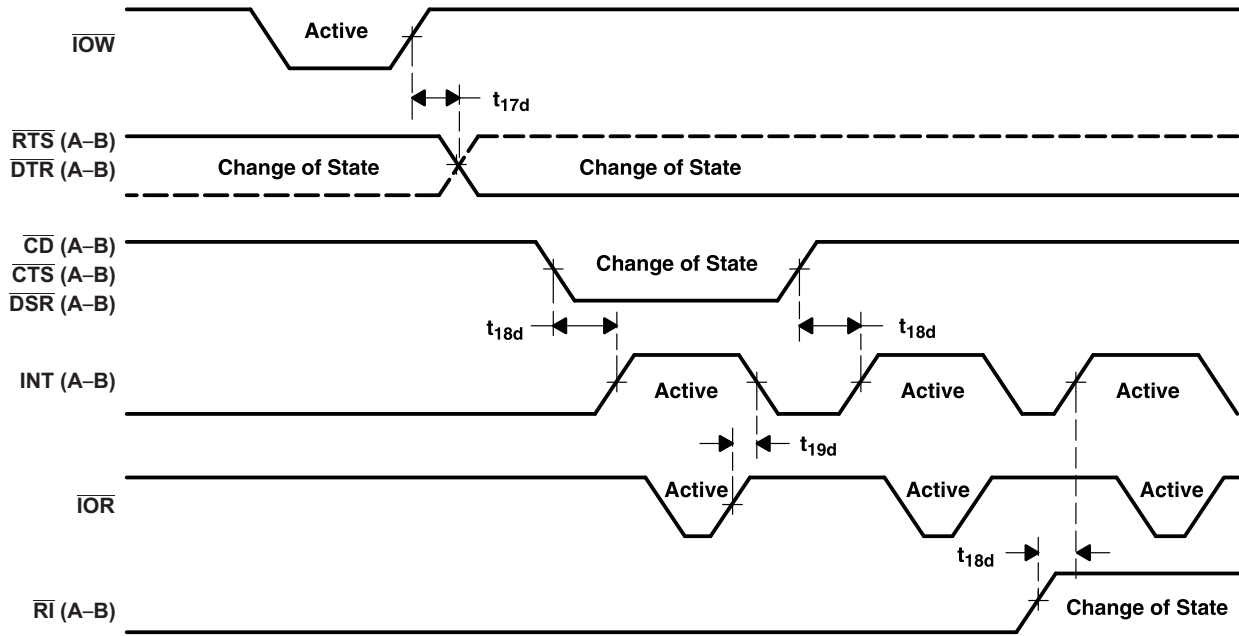 IOW
Active
t17d
RTS (A–B)
DTR (A–B)
Change of State
Change of State
CD (A–B)
CTS (A–B)
DSR (A–B)
Change of State
t18d
t18d
INT (A–B)
Active
Active
Active
t19d
IOR
Active
Active
Active
t18d
RI (A–B)
Change of State